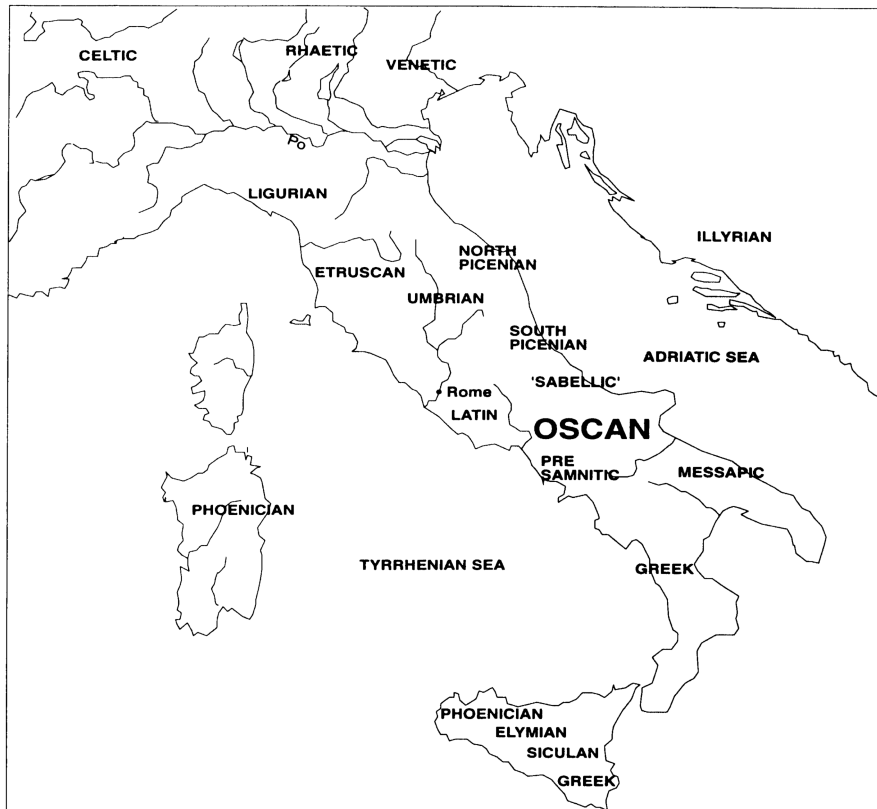 CELTIC
RHAETIC
VENETIC
Po
LIGURIAN
ILLYRIAN
NORTH
PICENIAN
ETRUSCAN
UMBRIAN
SOUTH
PICENIAN
ADRIATIC SEA
'SABELLIC'
Rome
LATIN
OSCAN
PRE
SAMNITIC
MESSAPIC
PHOENICIAN
TYRRHENIAN SEA
GREEK
PHOENICIAN
ELYMIAN
SICULAN
GREEK